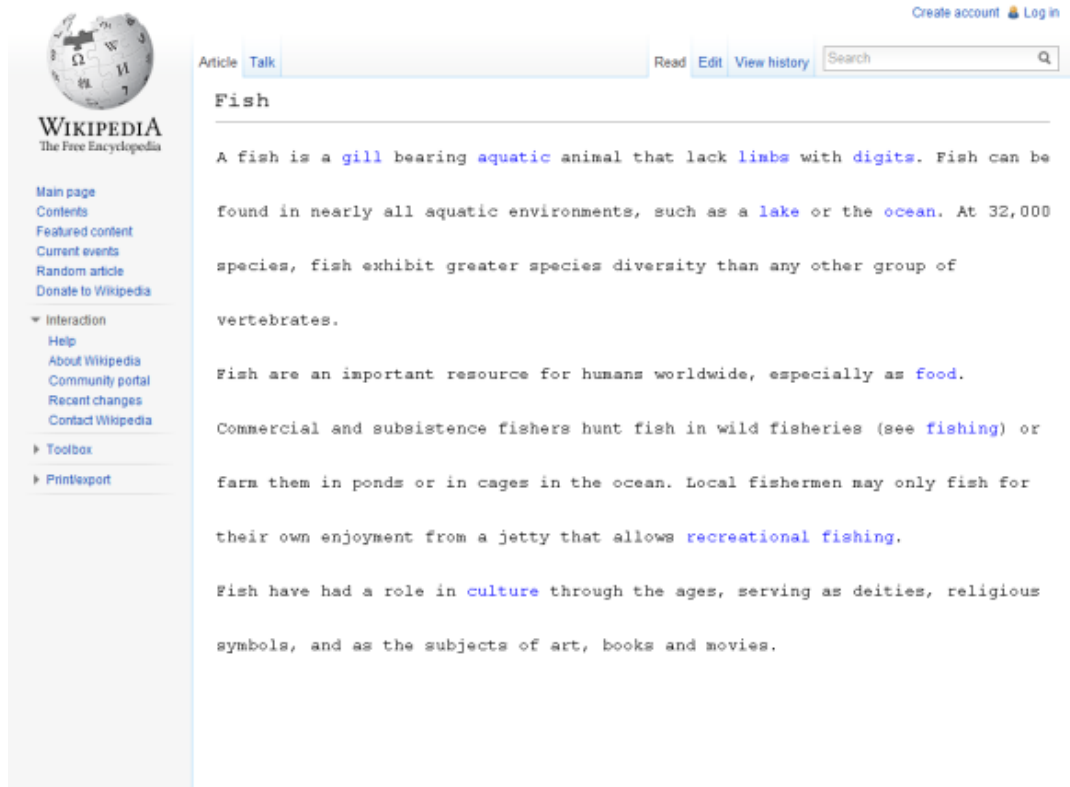 Create account Log in
Article Talk Read Edit View history Search
WIKIPEDIA
The Free Encyclopedia
Main page
Contents
Featured content
Current events
Random article
Donate to Wikipedia
Interaction
Help
About Wikipedia
Community portal
Recent changes
Contact Wikipedia
Toolbox
Print/export
Fish
A fish is a gill bearing aquatic animal that lack limbs with digits. Fish can be
found in nearly all aquatic environments, such as a lake or the ocean. At 32,000
species, fish exhibit greater species diversity than any other group of
vertebrates.
Fish are an important resource for humans worldwide, especially as food.
Commercial and subsistence fishers hunt fish in wild fisheries (see fishing) or
farm them in ponds or in cages in the ocean. Local fishermen may only fish for
their own enjoyment from a jetty that allows recreational fishing.
Fish have had a role in culture through the ages, serving as deities, religious
symbols, and as the subjects of art, books and movies.